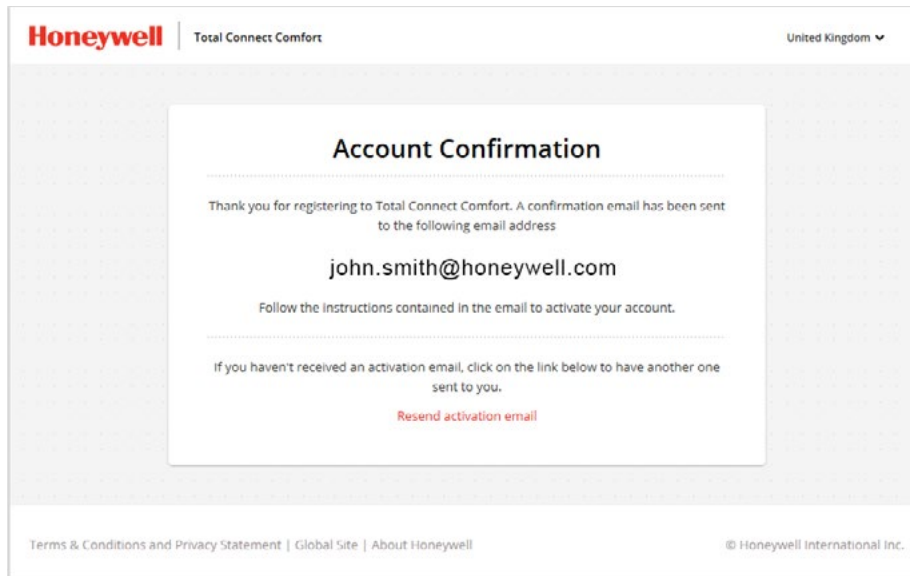 Honeywell
Total Connect Comfort
United Kingdom
Account Confirmation
Thank you for registering to Total Connect Comfort. A confirmation email has been sent
to the following email address
john.smith@honeywell.com
Follow the instructions contained in the email to activate your account.
If you haven't received an activation email, click on the link below to have another one
sent to you.
Resend activation email
Terms & Conditions and Privacy Statement | Global Site | About Honeywell
© Honeywell International Inc.